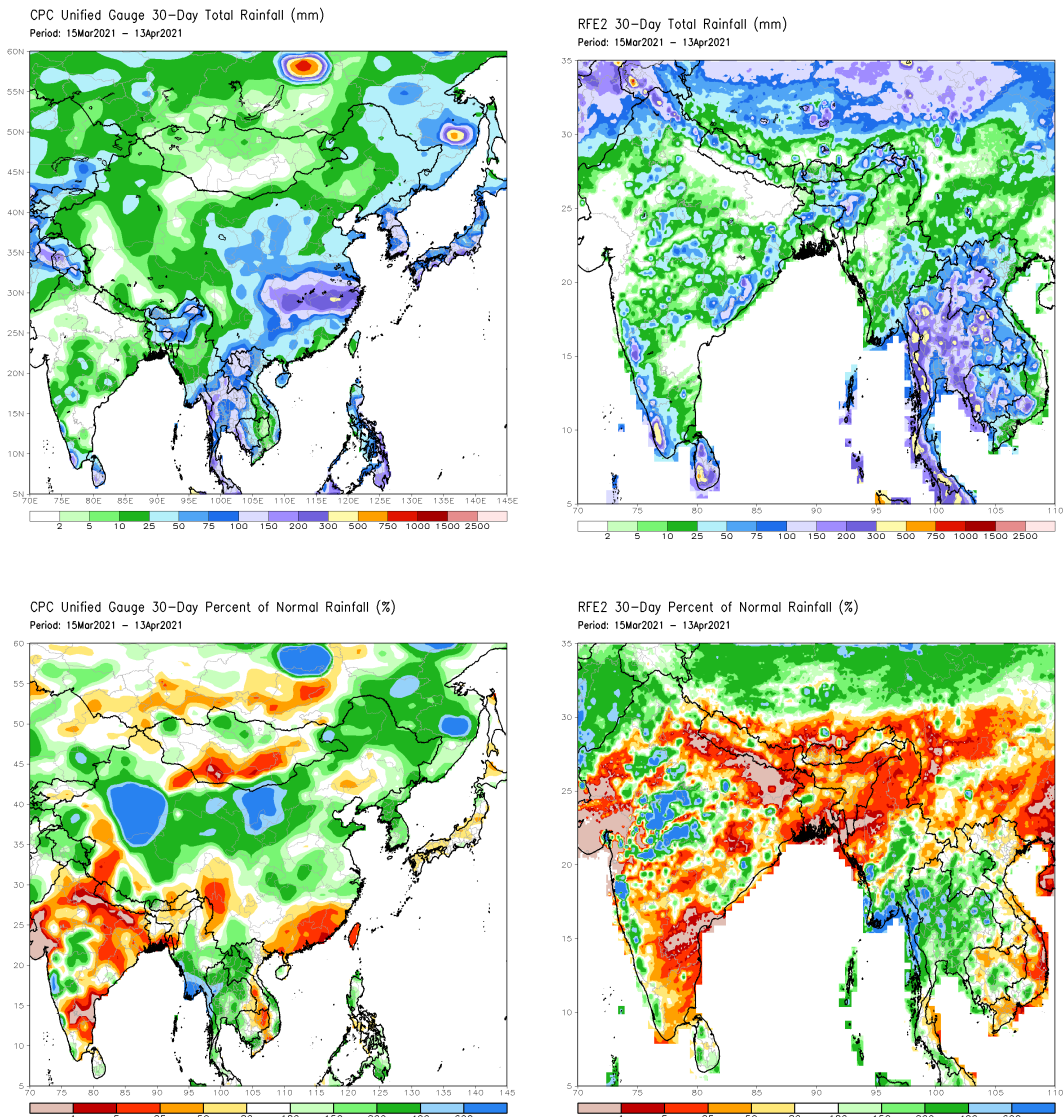 CPC Unified Gauge 30-Day Total Rainfall (mm)
Period: 15Mar2021 – 13Apr2021
60N
55N
50N
45N
40N
35N
30N
25N
20N
15N
10N
5N
70E 75E 80E 85E 90E 95E 100E 105E 110E 115E 120E 125E 130E 135E 140E 145E
2 5 10 25 50 75 100 150 200 300 500 750 1000 1500 2500
RFE2 30-Day Total Rainfall (mm)
Period: 15Mar2021 – 13Apr2021
35
30
25
20
15
10
5
70 75 80 85 90 95 100 105 110
2 5 10 25 50 75 100 150 200 300 500 750 1000 1500 2500
CPC Unified Gauge 30-Day Percent of Normal Rainfall (%)
Period: 15Mar2021 – 13Apr2021
60
55
50
45
40
35
30
25
20
15
10
5
70 75 80 85 90 95 100 105 110 115 120 125 130 135 140 145
RFE2 30-Day Percent of Normal Rainfall (%)
Period: 15Mar2021 – 13Apr2021
35
30
25
20
15
10
5
70 75 80 85 90 95 100 105 110